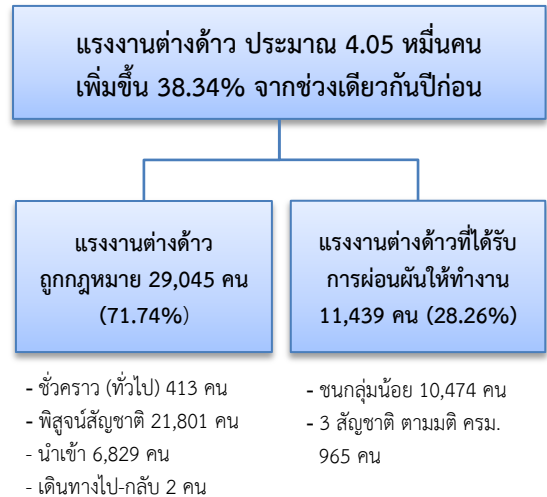 แรงงานต่างด้าว ประมาณ 4.05 หมื่นคน
เพิ่มขึ้น 38.34% จากช่วงเดียวกันปีก่อน
แรงงานต่างด้าว
ถูกกฎหมาย 29,045 คน
(71.74%)
- ชั่วคราว (ทั่วไป) 413 คน
- พิสูจน์สัญชาติ 21,801 คน
- นำเข้า 6,829 คน
- เดินทางไป-กลับ 2 คน
แรงงานต่างด้าวที่ได้รับ
การผ่อนผันให้ทำงาน
11,439 คน (28.26%)
- ชนกลุ่มน้อย 10,474 คน
- 3 สัญชาติ ตามมติ ครม.
965 คน